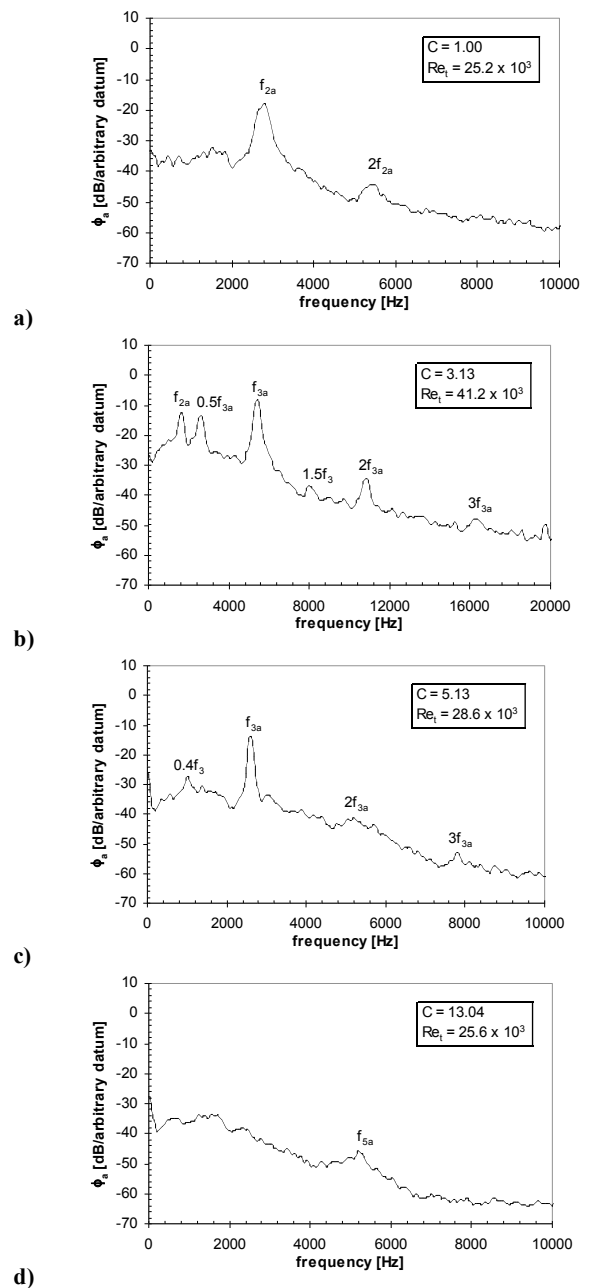 C = 1.00
Reₜ = 25.2 x 10³
f₂ₐ
2f₂ₐ
ϕₐ [dB/arbitrary datum]
10
0
-10
-20
-30
-40
-50
-60
-70
0 2000 4000 6000 8000 10000
frequency [Hz]
a)
C = 3.13
Reₜ = 41.2 x 10³
f₂ₐ 0.5f₃ₐ f₃ₐ
1.5f₃ 2f₃ₐ 3f₃ₐ
ϕₐ [dB/arbitrary datum]
10
0
-10
-20
-30
-40
-50
-60
-70
0 4000 8000 12000 16000 20000
frequency [Hz]
b)
C = 5.13
Reₜ = 28.6 x 10³
f₃ₐ
0.4f₃
2f₃ₐ
3f₃ₐ
ϕₐ [dB/arbitrary datum]
10
0
-10
-20
-30
-40
-50
-60
-70
0 2000 4000 6000 8000 10000
frequency [Hz]
c)
C = 13.04
Reₜ = 25.6 x 10³
f₅ₐ
ϕₐ [dB/arbitrary datum]
10
0
-10
-20
-30
-40
-50
-60
-70
0 2000 4000 6000 8000 10000
frequency [Hz]
d)